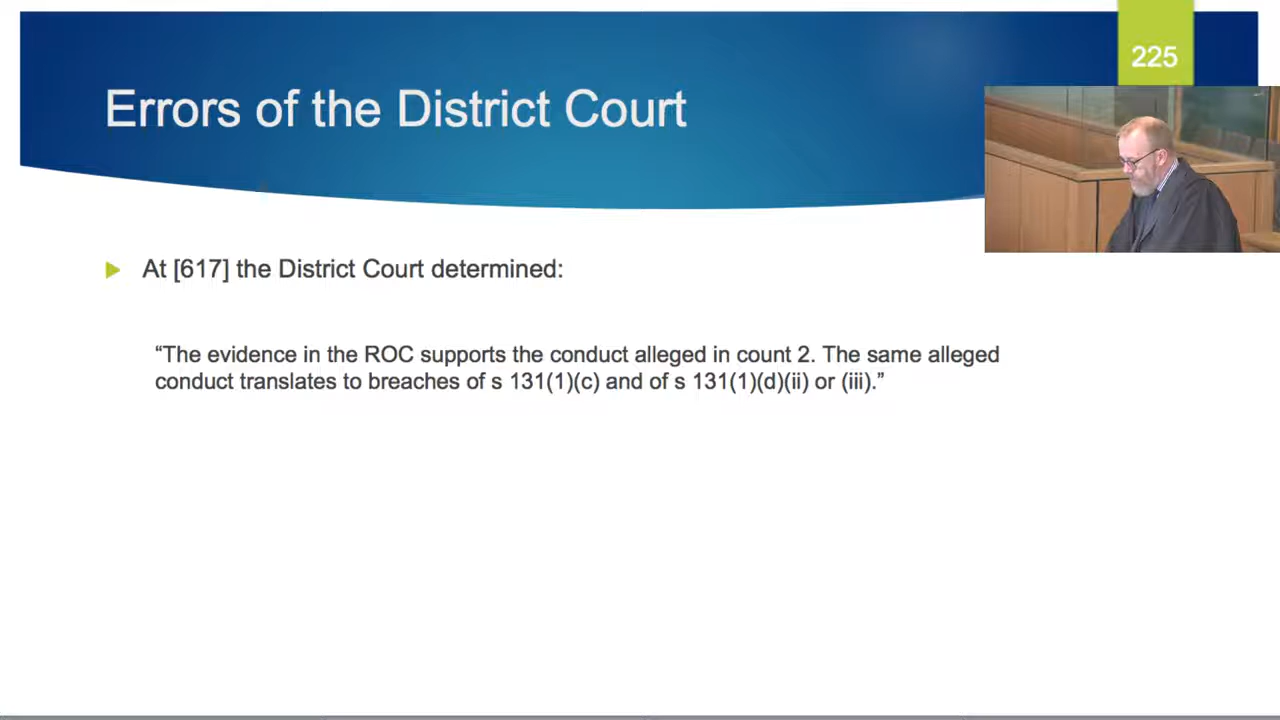 225
Errors of the District Court
At [617] the District Court determined:
“The evidence in the ROC supports the conduct alleged in count 2. The same alleged
conduct translates to breaches of s 131(1)(c) and of s 131(1)(d)(ii) or (iii).”